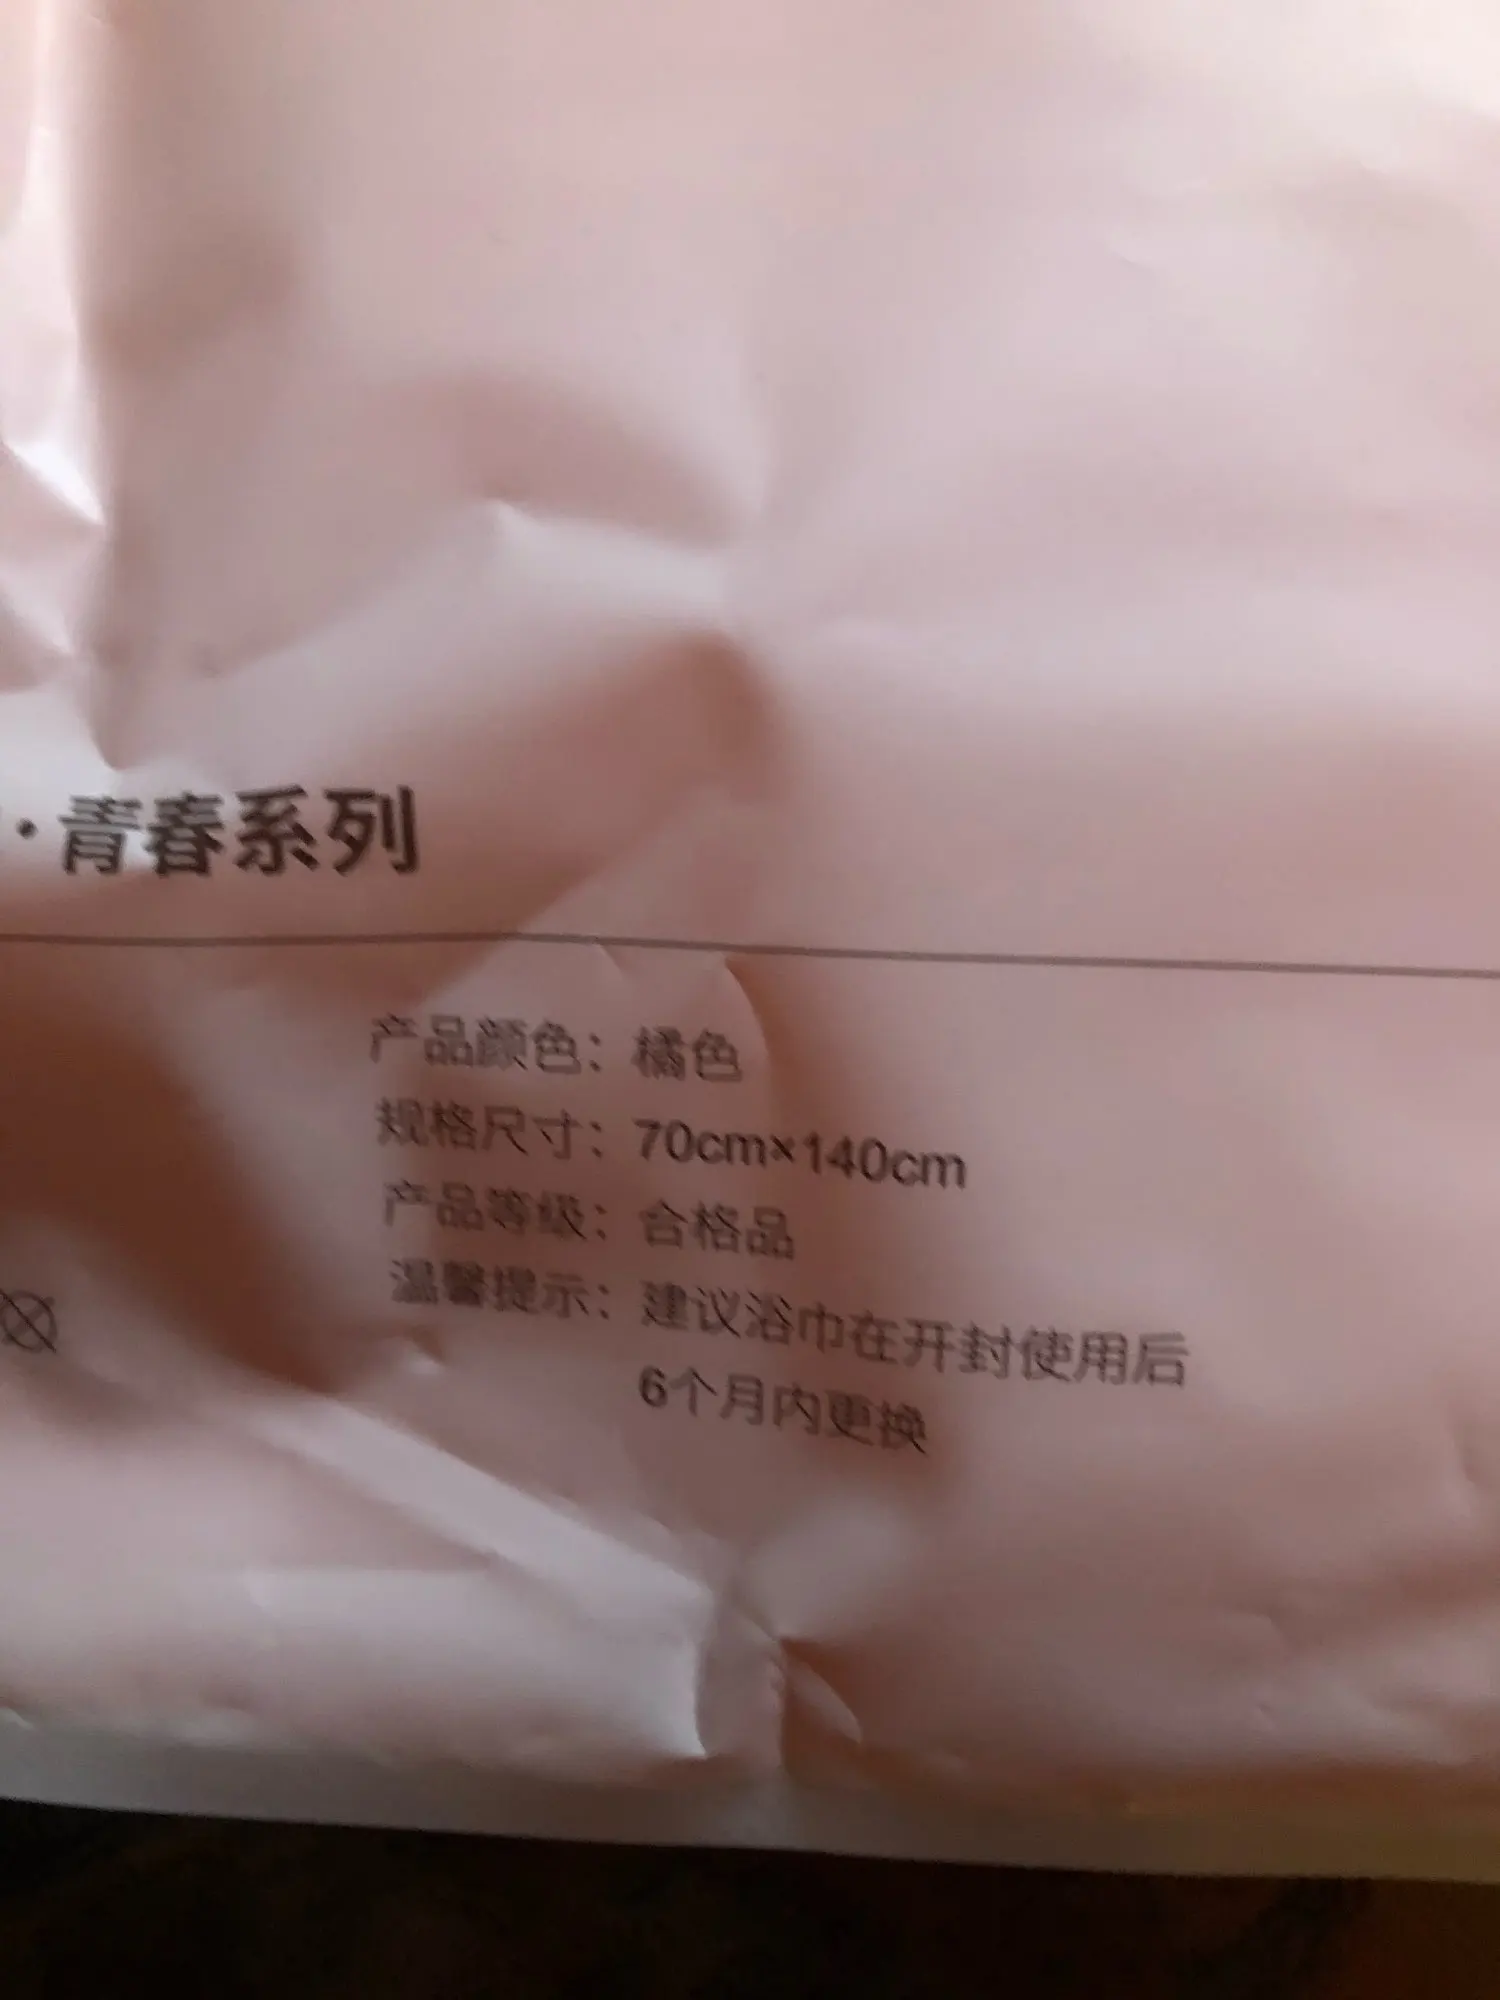 ·青春系列
产品颜色：橘色
规格尺寸：70cm×140cm
产品等级：合格品
温馨提示：建议浴巾在开封使用后
6个月内更换